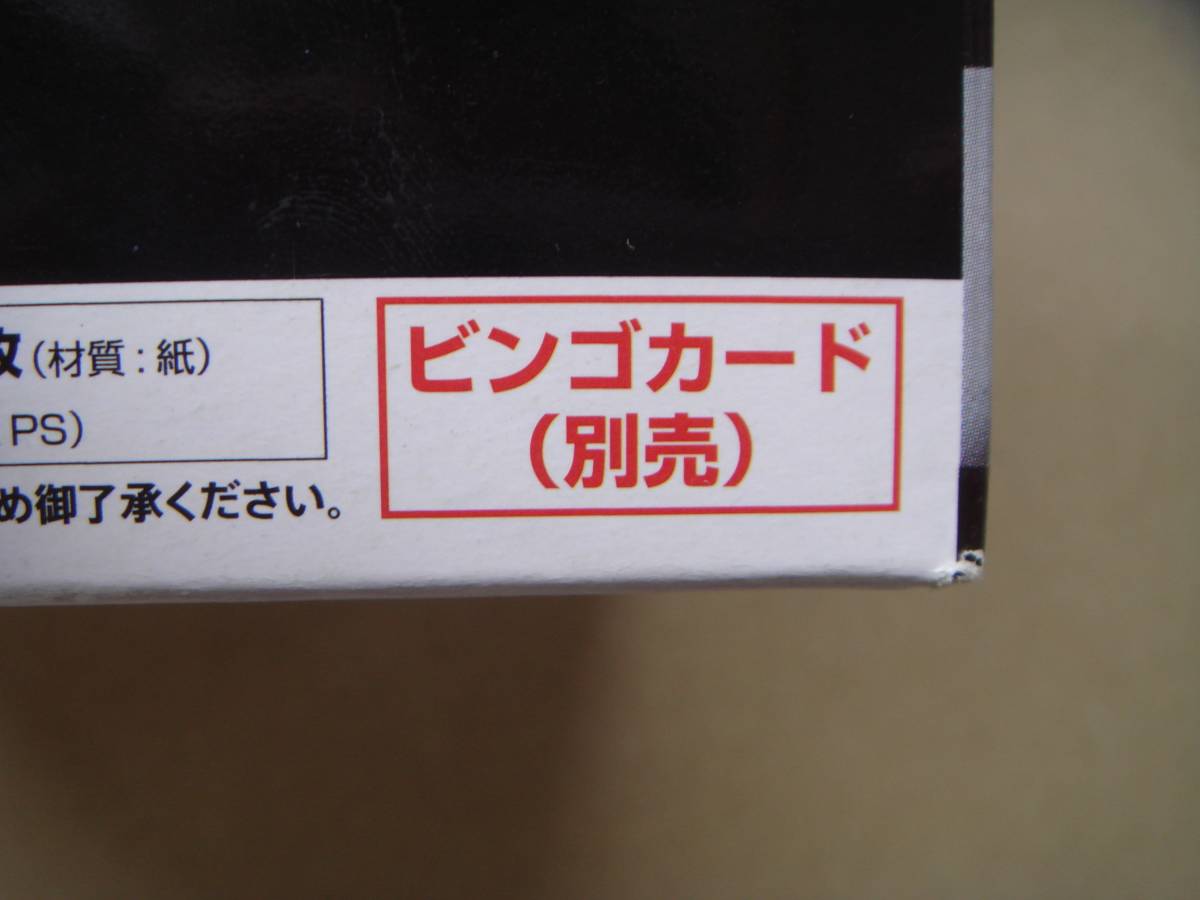 枚(材質:紙)
PS)
め御了承ください。
ビンゴカード
(別売)